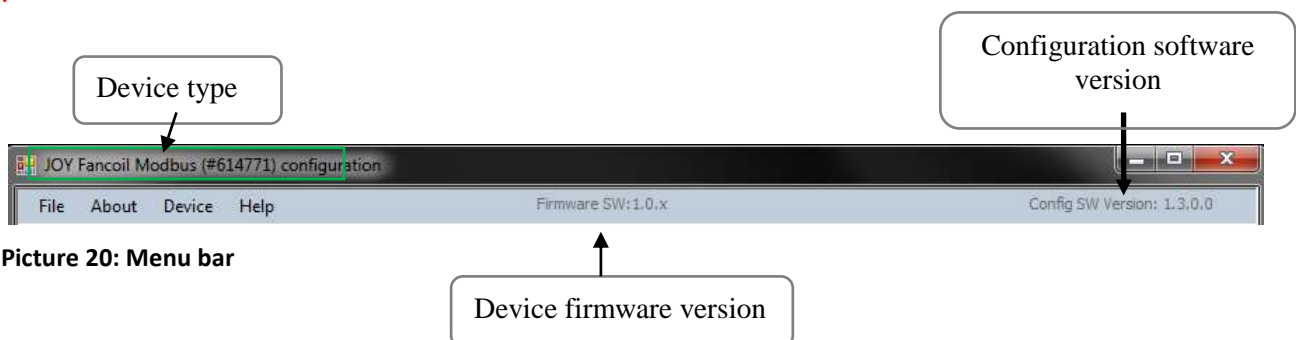 Configuration software
version
Device type
JOY Fancoil Modbus (#614771) configuration
File About Device Help Firmware SW:1.0.x Config SW Version: 1.3.0.0
Picture 20: Menu bar
Device firmware version